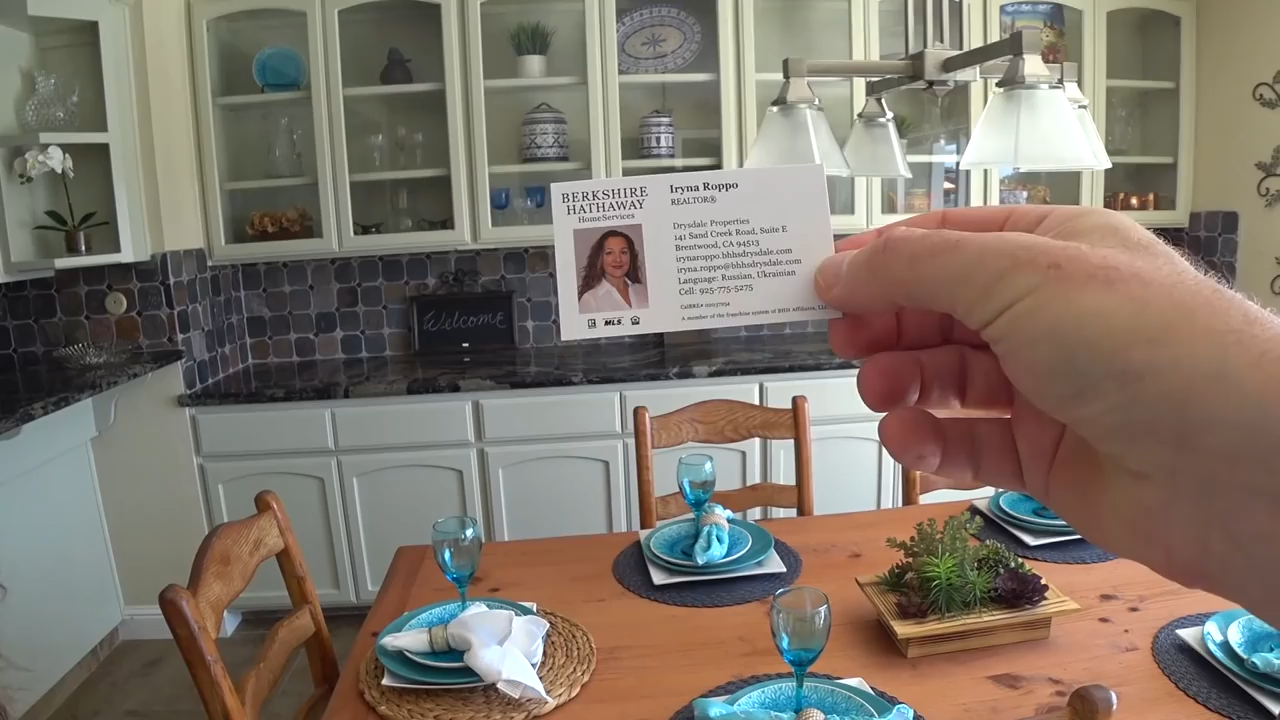 BERKSHIRE
HATHAWAY
HomeServices
MLS
Iryna Roppo
REALTOR®
Drysdale Properties
141 Sand Creek Road, Suite E
Brentwood, CA 94513
irynaroppo.bhhsdrysdale.com
iryna.roppo@bhhsdrysdale.com
Language: Russian, Ukrainian
Cell: 925-775-5275
CalBRE#
A member of the franchise system of BHH Affiliates,
Welcome